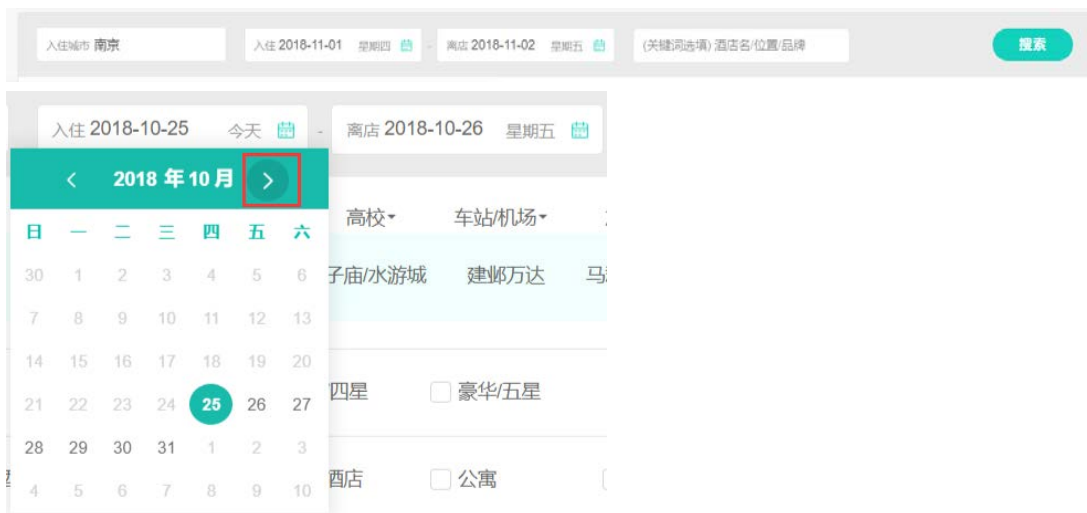 入住城市 南京 入住 2018-11-01 星期四 - 离店 2018-11-02 星期五 (关键词选填) 酒店名/位置/品牌 搜索
入住 2018-10-25 今天 - 离店 2018-10-26 星期五
< 2018 年 10 月 >
高校 车站/机场
日 一 二 三 四 五 六
子庙/水游城 建邺万达
30 1 2 3 4 5 6
7 8 9 10 11 12 13
14 15 16 17 18 19 20
四星 豪华/五星
21 22 23 24 25 26 27
28 29 30 31 1 2 3
酒店 公寓
4 5 6 7 8 9 10